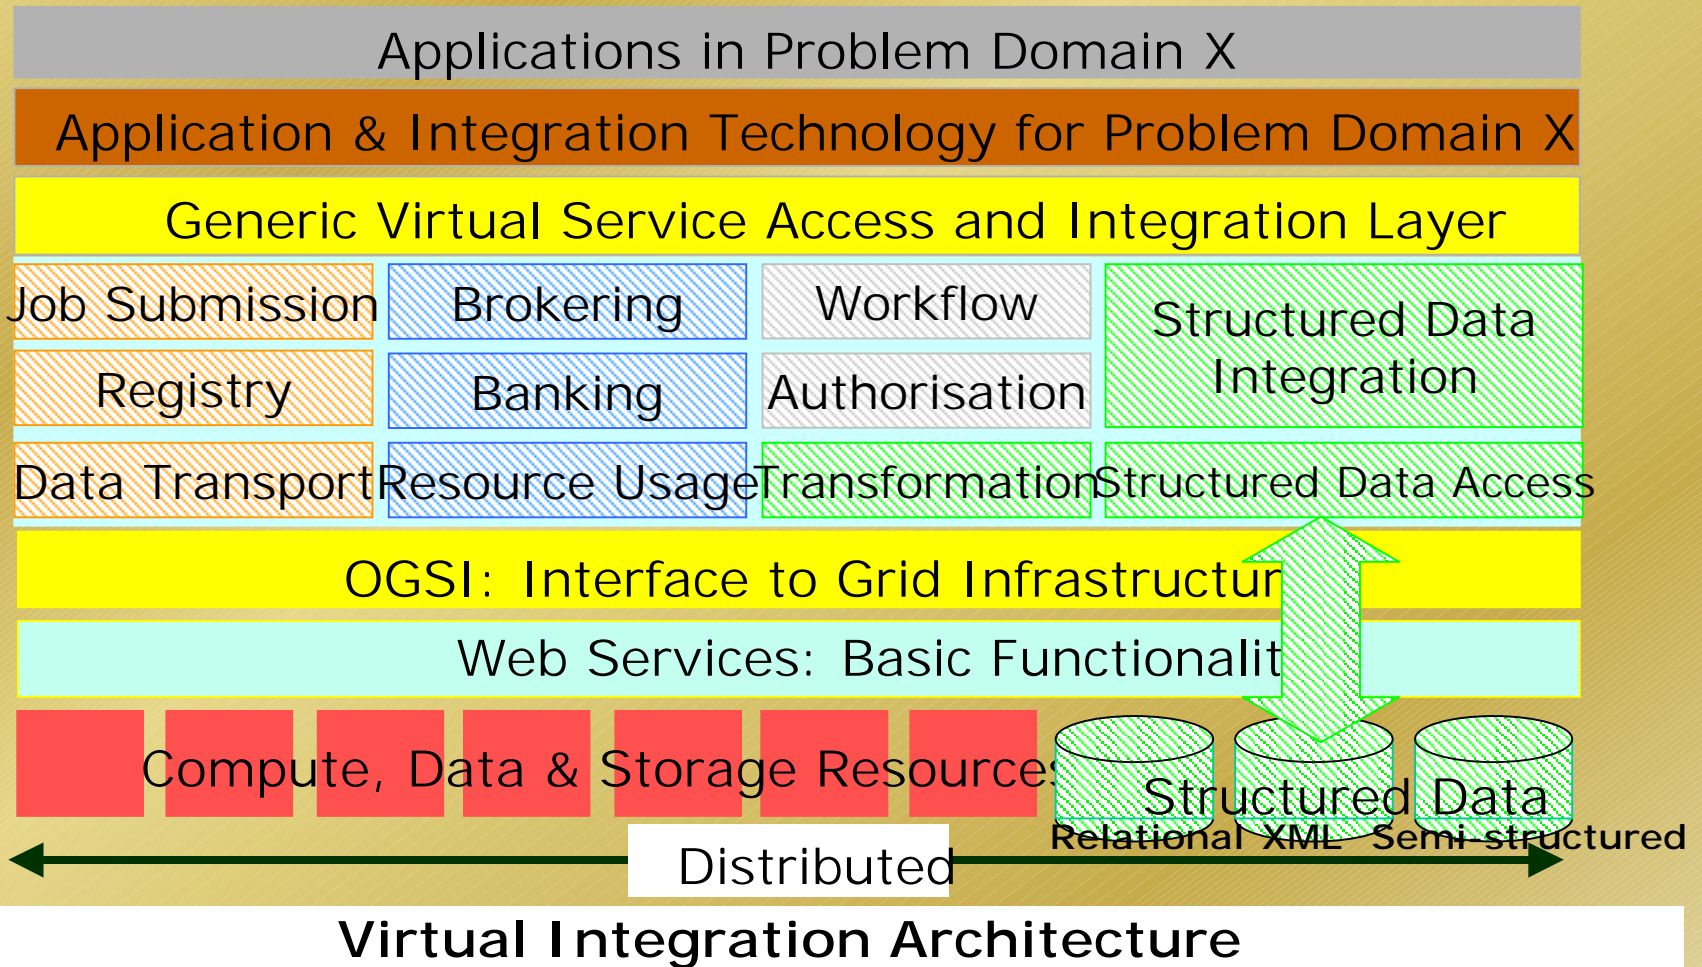 Applications in Problem Domain X
Application & Integration Technology for Problem Domain X
Generic Virtual Service Access and Integration Layer
Job Submission
Brokering
Workflow
Structured Data
Integration
Registry
Banking
Authorisation
Data Transport
Resource Usage
Transformation
Structured Data Access
OGSI: Interface to Grid Infrastructur
Web Services: Basic Functionalit
Compute, Data & Storage Resources
Structured Data
Relational XML Semi-structured
Distributed
Virtual Integration Architecture